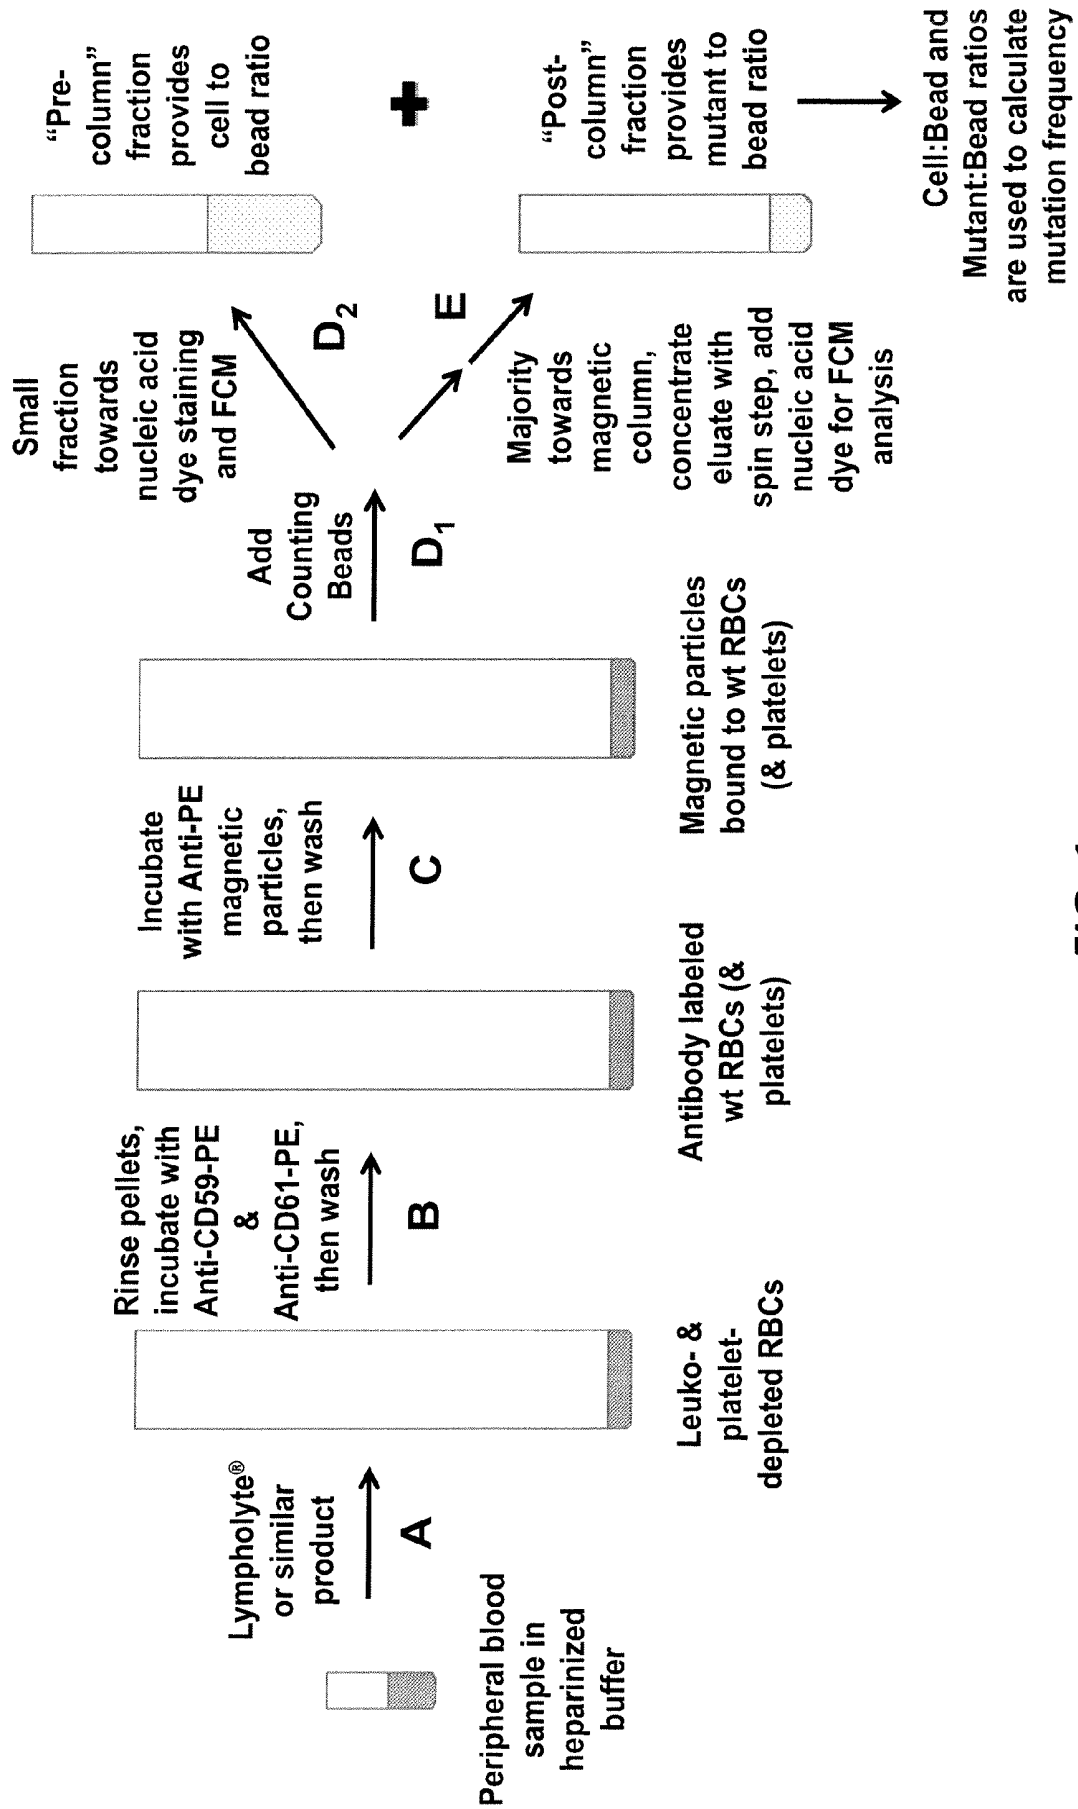 Peripheral blood
sample in
heparinized
buffer
Lympholyte®
or similar
product
A
Leuko- &
platelet-
depleted RBCs
Rinse pellets,
incubate with
Anti-CD59-PE
&
Anti-CD61-PE,
then wash
B
Antibody labeled
wt RBCs (&
platelets)
Incubate
with Anti-PE
magnetic
particles,
then wash
C
Magnetic particles
bound to wt RBCs
(& platelets)
Add
Counting
Beads
D1
Small
fraction
towards
nucleic acid
dye staining
and FCM
D2
“Pre-
column”
fraction
provides
cell to
bead ratio
+
E
Majority
towards
magnetic
column,
concentrate
eluate with
spin step, add
nucleic acid
dye for FCM
analysis
“Post-
column”
fraction
provides
mutant to
bead ratio
Cell:Bead and
Mutant:Bead ratios
are used to calculate
mutation frequency